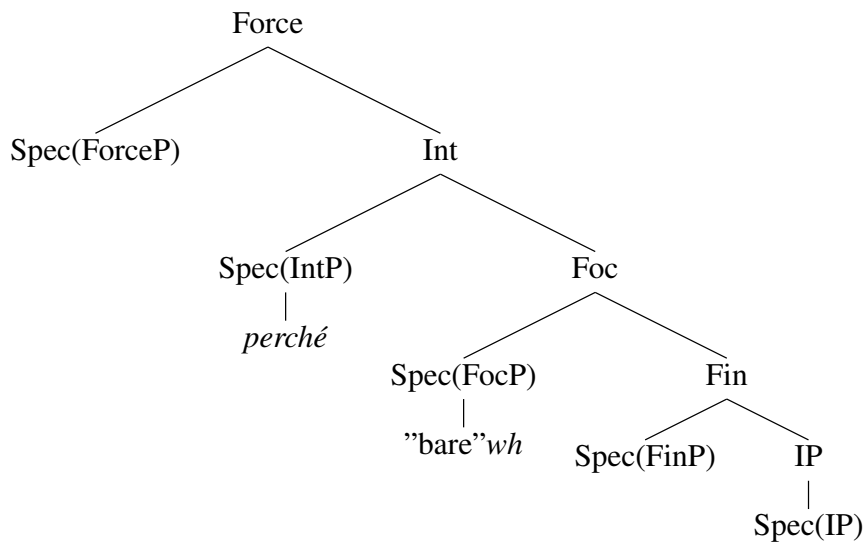 Force
Spec(ForceP) Int
Spec(IntP) Foc
perché
Spec(FocP) Fin
”bare”wh Spec(FinP) IP
Spec(IP)